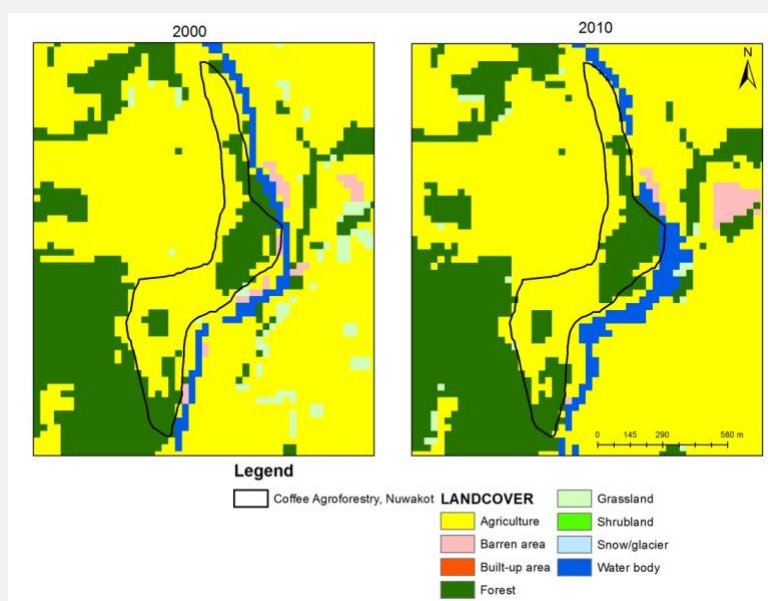 2000
2010
N
0 145 290 580 m
Legend
Coffee Agroforestry, Nuwakot
LANDCOVER
Agriculture
Barren area
Built-up area
Forest
Grassland
Shrubland
Snow/glacier
Water body